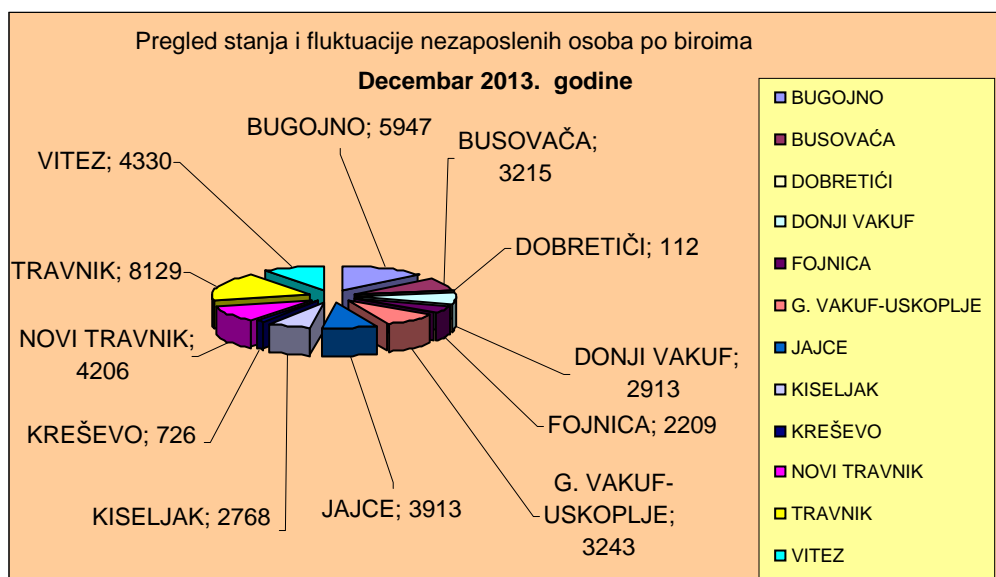 Pregled stanja i fluktuacije nezaposlenih osoba po biroima
Decembar 2013. godine
BUGOJNO; 5947
BUSOVAČA;
3215
DOBRETIČI; 112
DONJI VAKUF;
2913
FOJNICA; 2209
G. VAKUF-
USKOPLJE;
3243
JAJCE; 3913
KISELJAK; 2768
KREŠEVO; 726
NOVI TRAVNIK;
4206
TRAVNIK; 8129
VITEZ; 4330
BUGOJNO
BUSOVAĆA
DOBRETIĆI
DONJI VAKUF
FOJNICA
G. VAKUF-USKOPLJE
JAJCE
KISELJAK
KREŠEVO
NOVI TRAVNIK
TRAVNIK
VITEZ